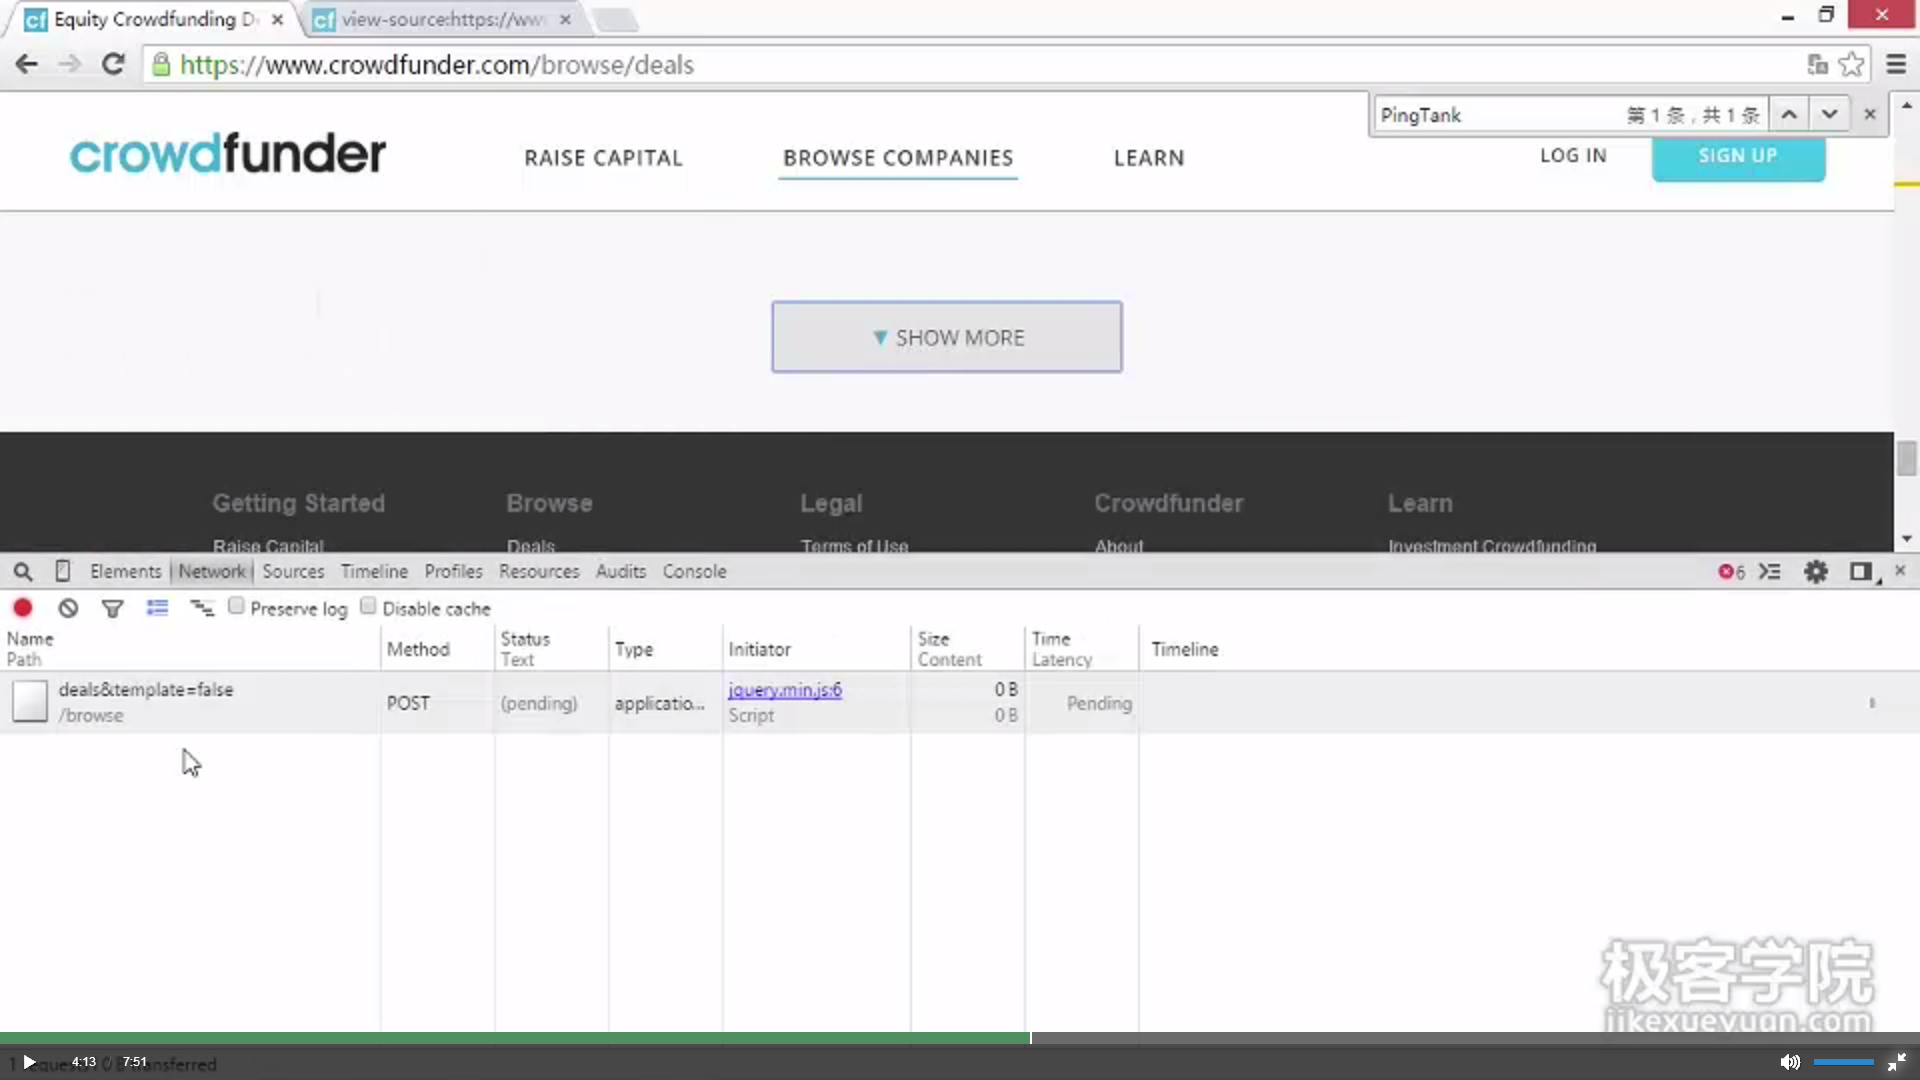 Equity Crowdfunding D
view-source:https://ww
https://www.crowdfunder.com/browse/deals
PingTank
第 1 条，共 1 条
crowdfunder
RAISE CAPITAL
BROWSE COMPANIES
LEARN
LOG IN
SIGN UP
▼ SHOW MORE
Getting Started
Browse
Legal
Crowdfunder
Learn
Raise Capital
Deals
Terms of Use
About
Investment Crowdfunding
Elements
Network
Sources
Timeline
Profiles
Resources
Audits
Console
6
Preserve log
Disable cache
Name
Path
Method
Status
Text
Type
Initiator
Size
Content
Time
Latency
Timeline
deals&template=false
/browse
POST
(pending)
applicatio...
jquery.min.js:6
Script
0 B
0 B
Pending
极客学院
jikexueyuan.com
4:13
7:51